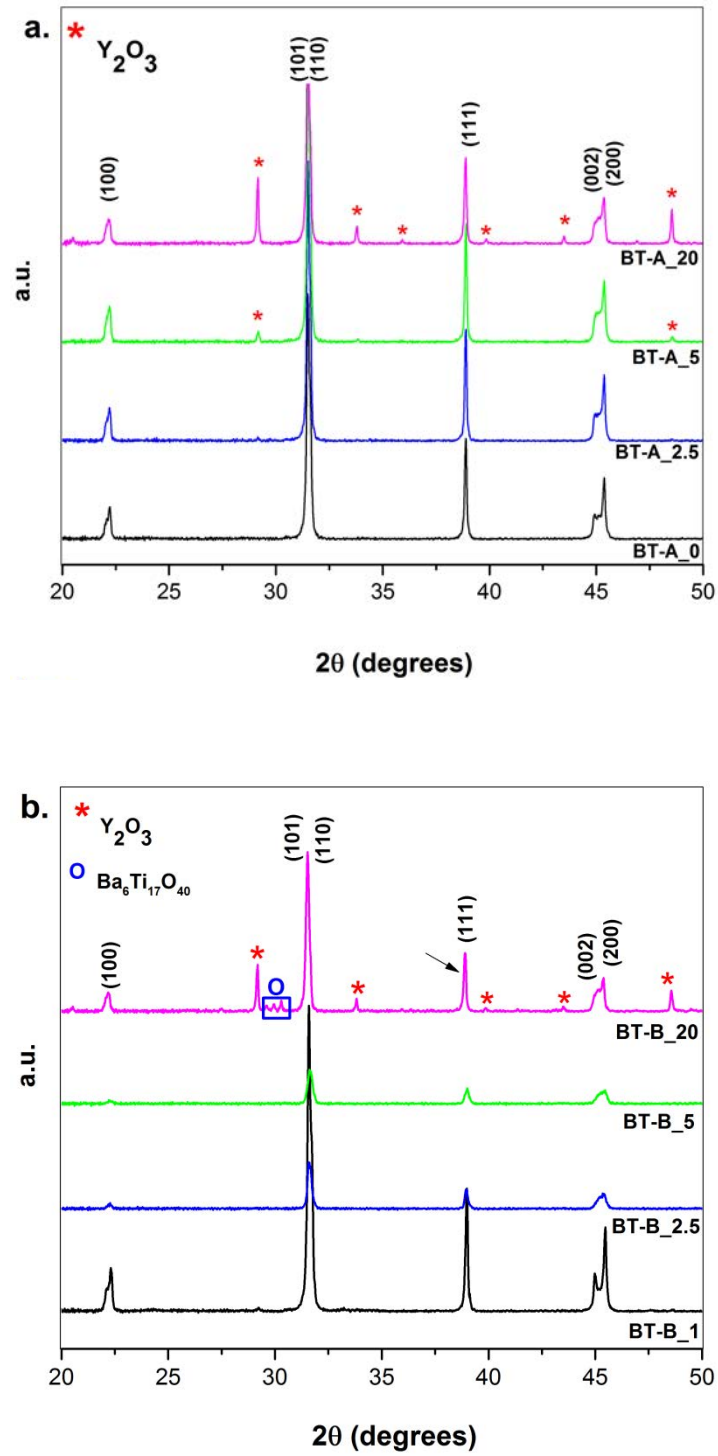 a.
* Y₂O₃
(100)
*
(101)
(110)
*
*
(111)
*
*
(002)
(200)
*
BT-A_20
*
*
BT-A_5
BT-A_2.5
BT-A_0
a.u.
20 25 30 35 40 45 50
2θ (degrees)
b.
* Y₂O₃
O Ba₆Ti₁₇O₄₀
(100)
*
O
(101)
(110)
*
(111)
*
*
(002)
(200)
*
BT-B_20
BT-B_5
BT-B_2.5
BT-B_1
a.u.
20 25 30 35 40 45 50
2θ (degrees)